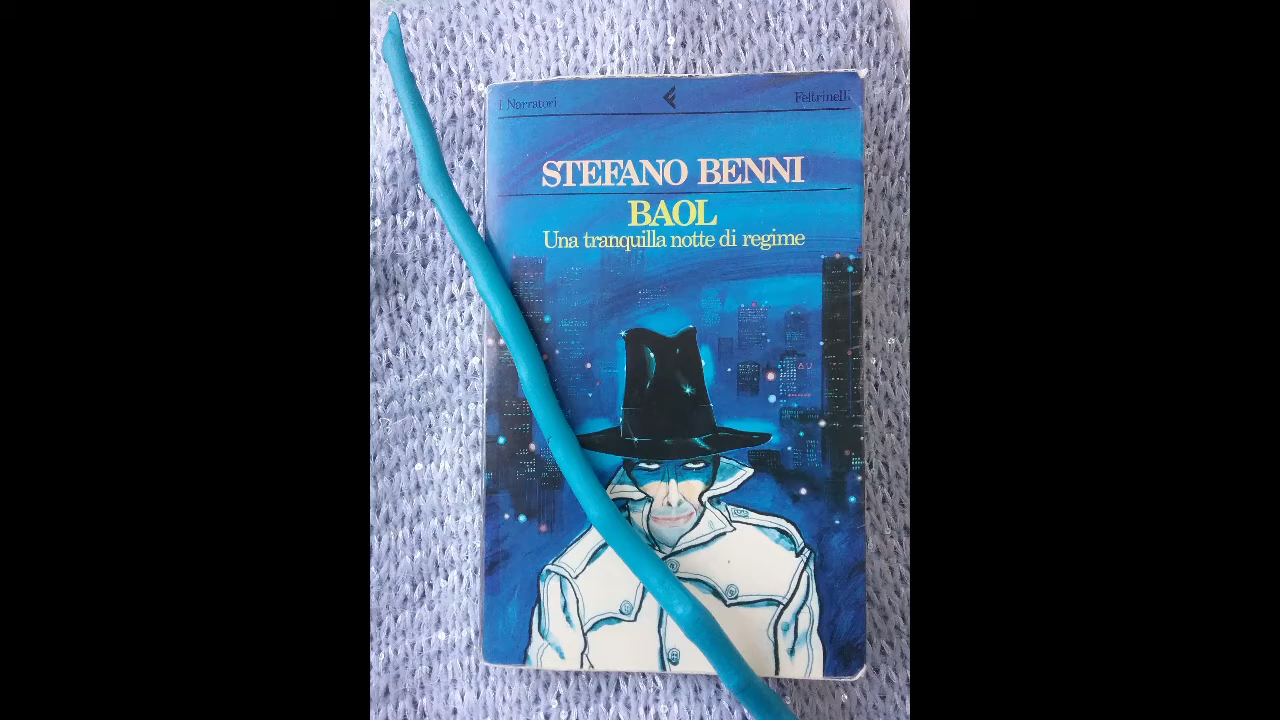 I Narratori Feltrinelli
STEFANO BENNI
BAOL
Una tranquilla notte di regime